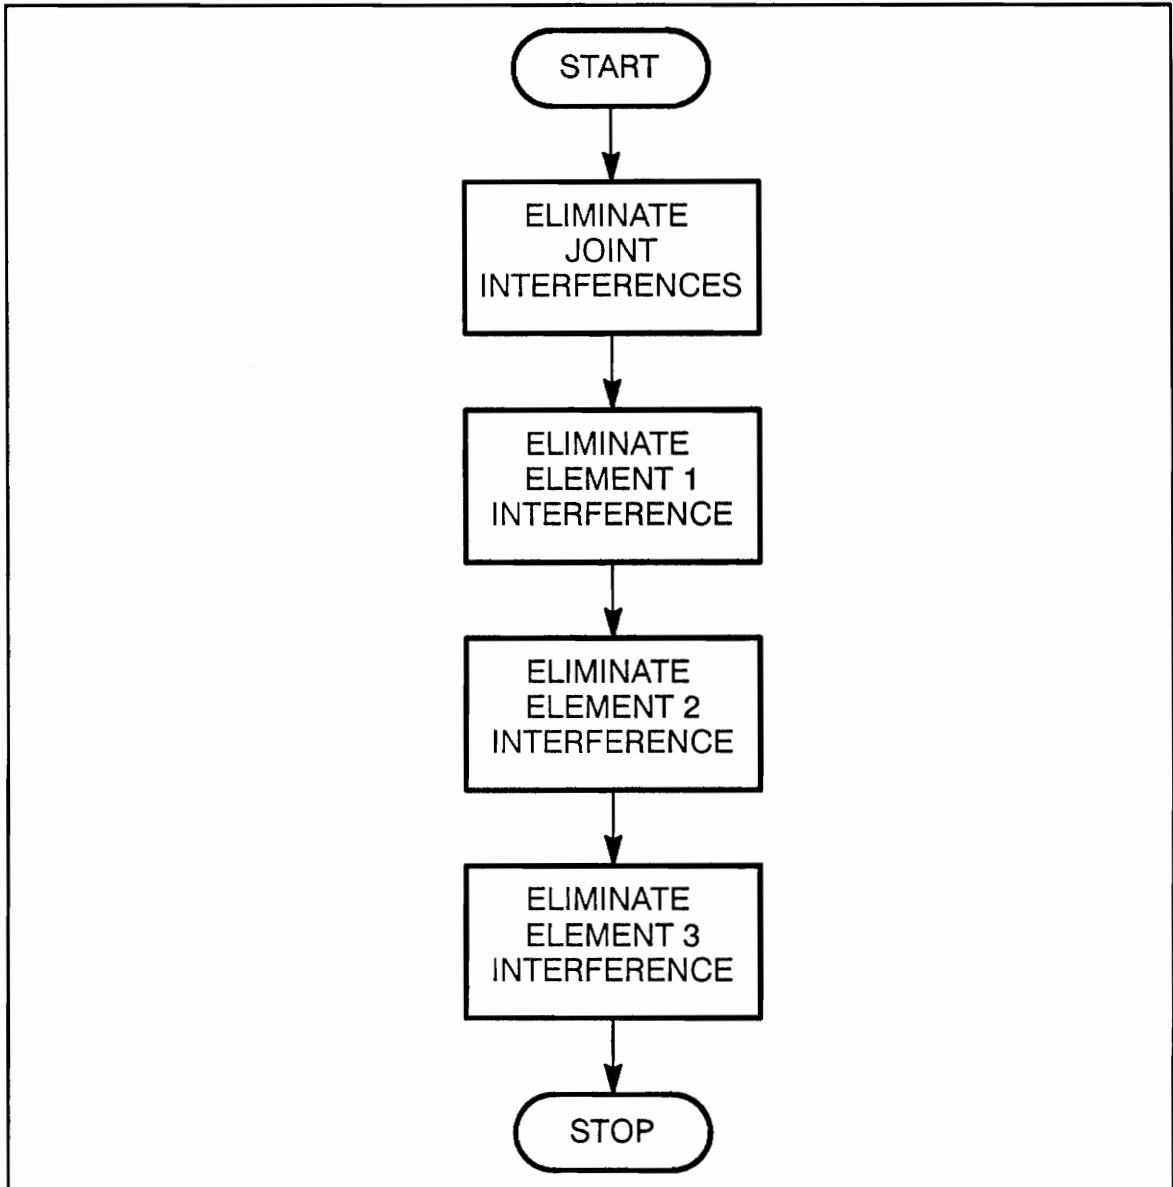 START
ELIMINATE
JOINT
INTERFERENCES
ELIMINATE
ELEMENT 1
INTERFERENCE
ELIMINATE
ELEMENT 2
INTERFERENCE
ELIMINATE
ELEMENT 3
INTERFERENCE
STOP